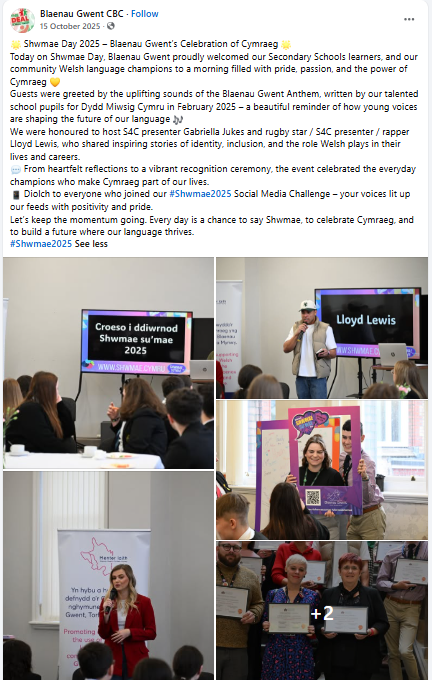 Blaenau Gwent CBC · Follow
15 October 2025 ·
🌟 Shwmae Day 2025 – Blaenau Gwent's Celebration of Cymraeg 🌟
Today on Shwmae Day, Blaenau Gwent proudly welcomed our Secondary Schools learners, and our
community Welsh language champions to a morning filled with pride, passion, and the power of
Cymraeg 💛
Guests were greeted by the uplifting sounds of the Blaenau Gwent Anthem, written by our talented
school pupils for Dydd Miwsig Cymru in February 2025 – a beautiful reminder of how young voices
are shaping the future of our language 🎶
We were honoured to host S4C presenter Gabriella Jukes and rugby star / S4C presenter / rapper
Lloyd Lewis, who shared inspiring stories of identity, inclusion, and the role Welsh plays in their
lives and careers.
💬 From heartfelt reflections to a vibrant recognition ceremony, the event celebrated the everyday
champions who make Cymraeg part of our lives.
📱 Diolch to everyone who joined our #Shwmae2025 Social Media Challenge – your voices lit up
our feeds with positivity and pride.
Let's keep the momentum going. Every day is a chance to say Shwmae, to celebrate Cymraeg, and
to build a future where our language thrives.
#Shwmae2025 See less
Croeso i ddiwrnod
Shwmae su'mae
2025
WWW.SHWMAE.CYMRU
Lloyd Lewis
WWW.SHWMAE.CYMRU
Menter Iaith
Yn hybu a h
defnydd o'r G
nghymuned
Gwent, Tor
Promoting
the use
+2